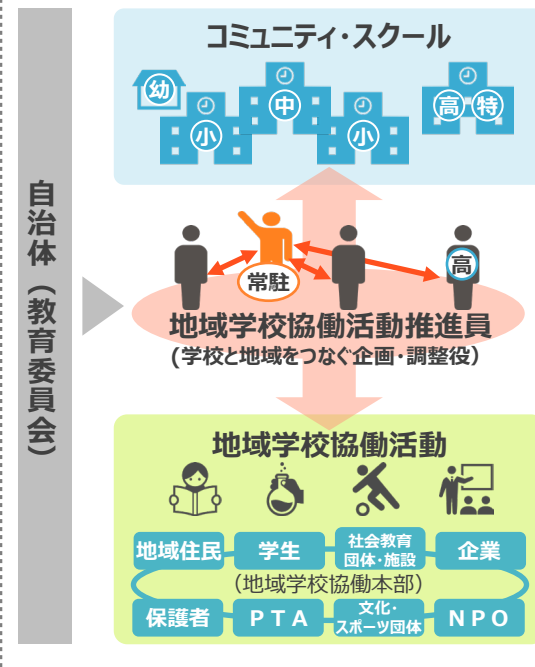 自治体（教育委員会）
コミュニティ・スクール
幼
小
中
小
高
特
常駐
高
地域学校協働活動推進員
(学校と地域をつなぐ企画・調整役）
地域学校協働活動
地域住民
学生
社会教育
団体・施設
企業
（地域学校協働本部）
保護者
ＰＴＡ
文化・
スポーツ団体
ＮＰＯ